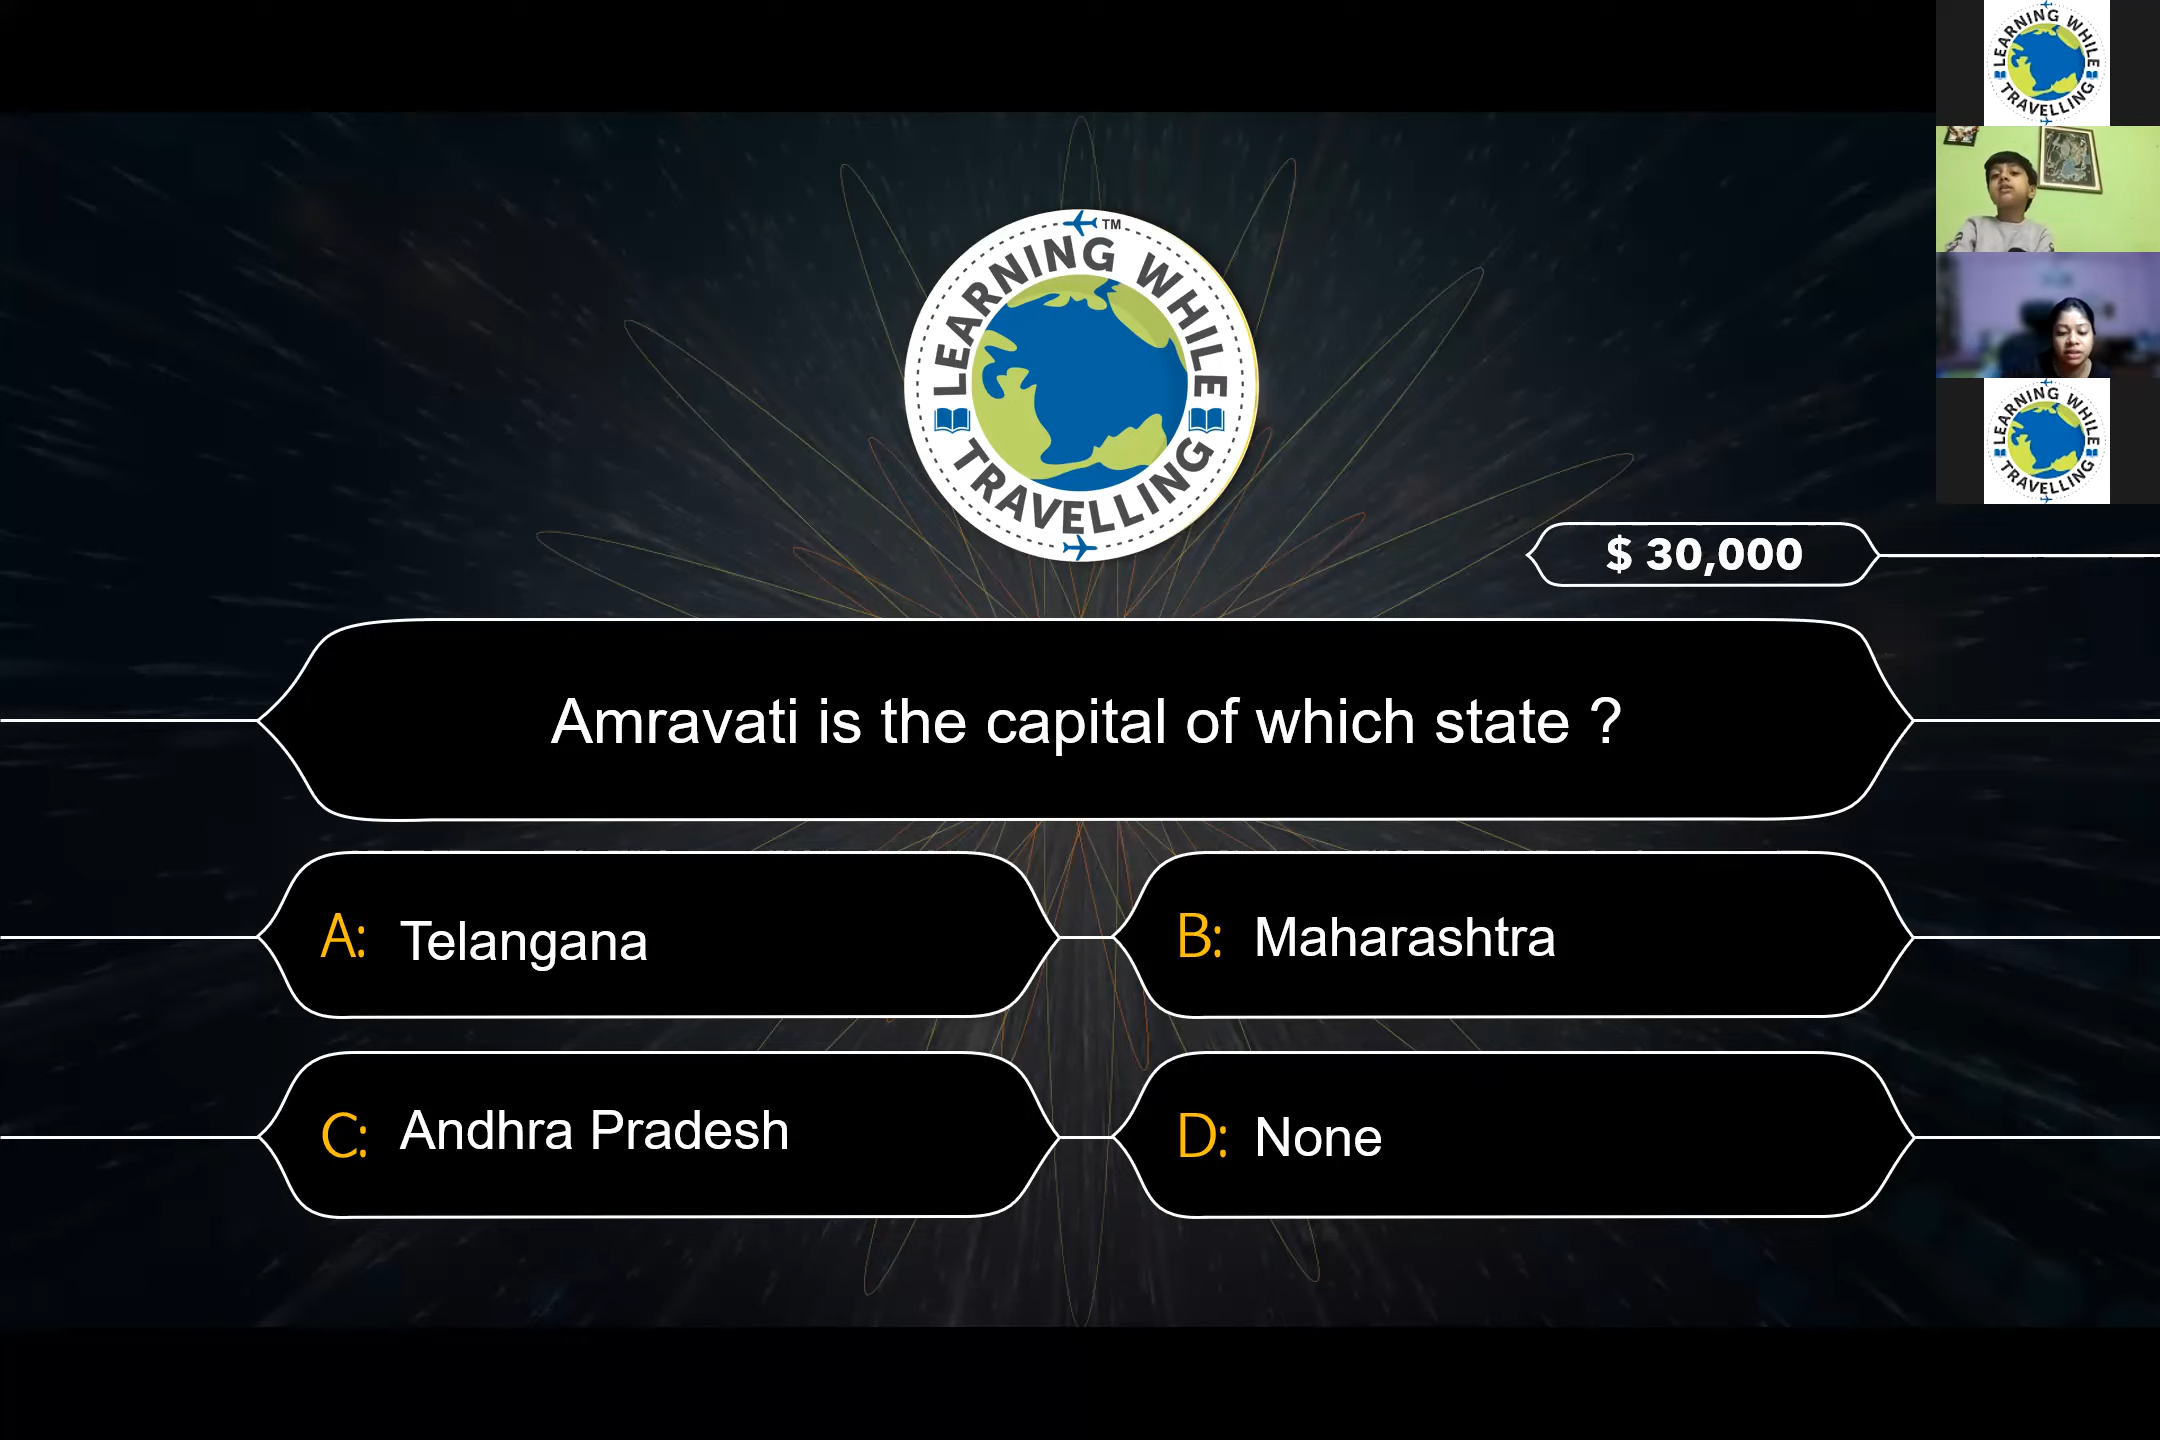 LEARNING WHILE
TRAVELLING
LEARNING WHILE
TRAVELLING
TM
$ 30,000
Amravati is the capital of which state ?
A: Telangana
B: Maharashtra
C: Andhra Pradesh
D: None
LEARNING WHILE
TRAVELLING